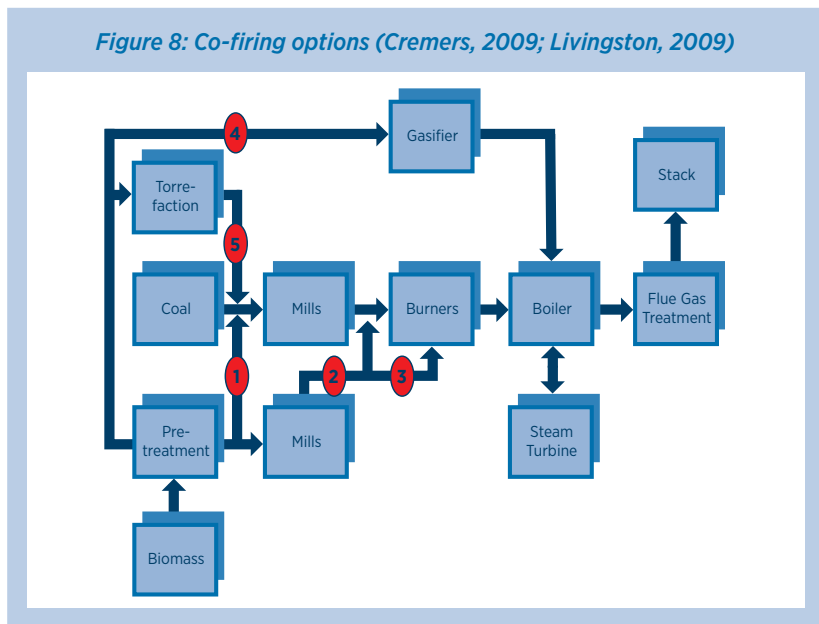 Figure 8: Co-firing options (Cremers, 2009; Livingston, 2009)
4
Gasifier
Stack
Torre-
faction
5
Coal
Mills
Burners
Boiler
Flue Gas
Treatment
1
2
3
Pre-
treatment
Mills
Steam
Turbine
Biomass